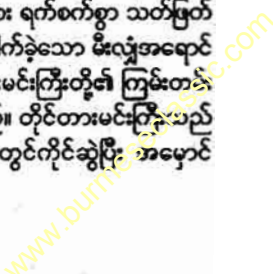 း ရက်စက်စွာ သတ်ဖြတ်
က်ခဲ့သော မီးလျှံအရောင်
မင်းကြီးတို့၏ ကြမ်းတမ်
။ တိုင်တားမင်းကြီးသည်
တွင်ကိုင်ဆွဲပြီး အမှောင်
www.burmeseclassic.com